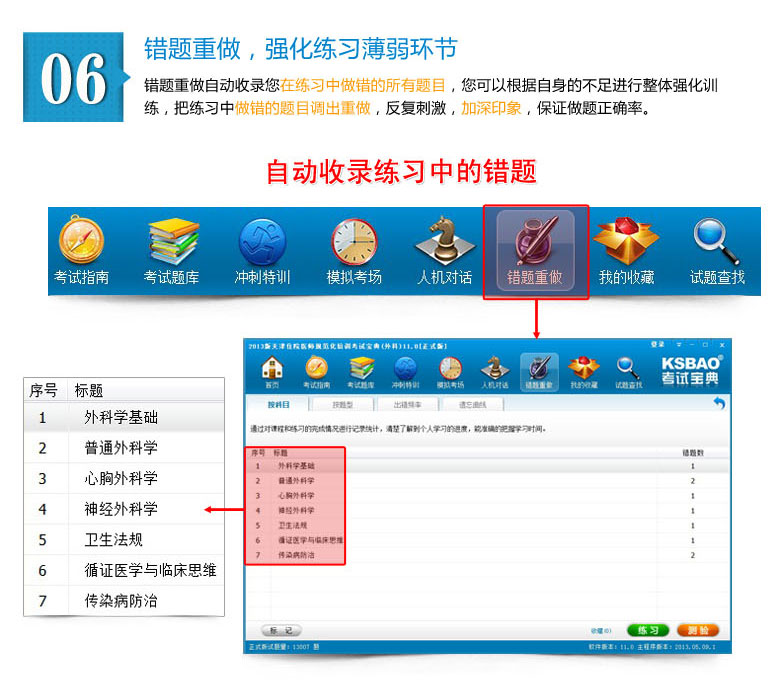 06
错题重做，强化练习薄弱环节
错题重做自动收录您在练习中做错的所有题目，您可以根据自身的不足进行整体强化训
练，把练习中做错的题目调出重做，反复刺激，加深印象，保证做题正确率。
自动收录练习中的错题
考试指南 考试题库 冲刺特训 模拟考场 人机对话 错题重做 我的收藏 试题查找
2013版天津住院医师规范化培训考试宝典(外科)11.0[正式版] 登录
首页 考试指南 考试题库 冲刺特训 模拟考场 人机对话 错题重做 我的收藏 试题查找 KSBAO®
考试宝典
按科目 按题型 出错频率 遗忘曲线
通过对课程和练习的完成情况进行记录统计，清楚了解到个人学习的进度，能准确的把握学习时间。
序号 标题 错题数
1 外科学基础 1
2 普通外科学 2
3 心胸外科学 1
4 神经外科学 1
5 卫生法规 1
6 循证医学与临床思维 1
7 传染病防治 2
标 记 收藏(0) 练 习 测 验
正式版试题量：13007 题 软件版本：11.0 主程序版本：2013.05.09.1
序号 标题
1 外科学基础
2 普通外科学
3 心胸外科学
4 神经外科学
5 卫生法规
6 循证医学与临床思维
7 传染病防治